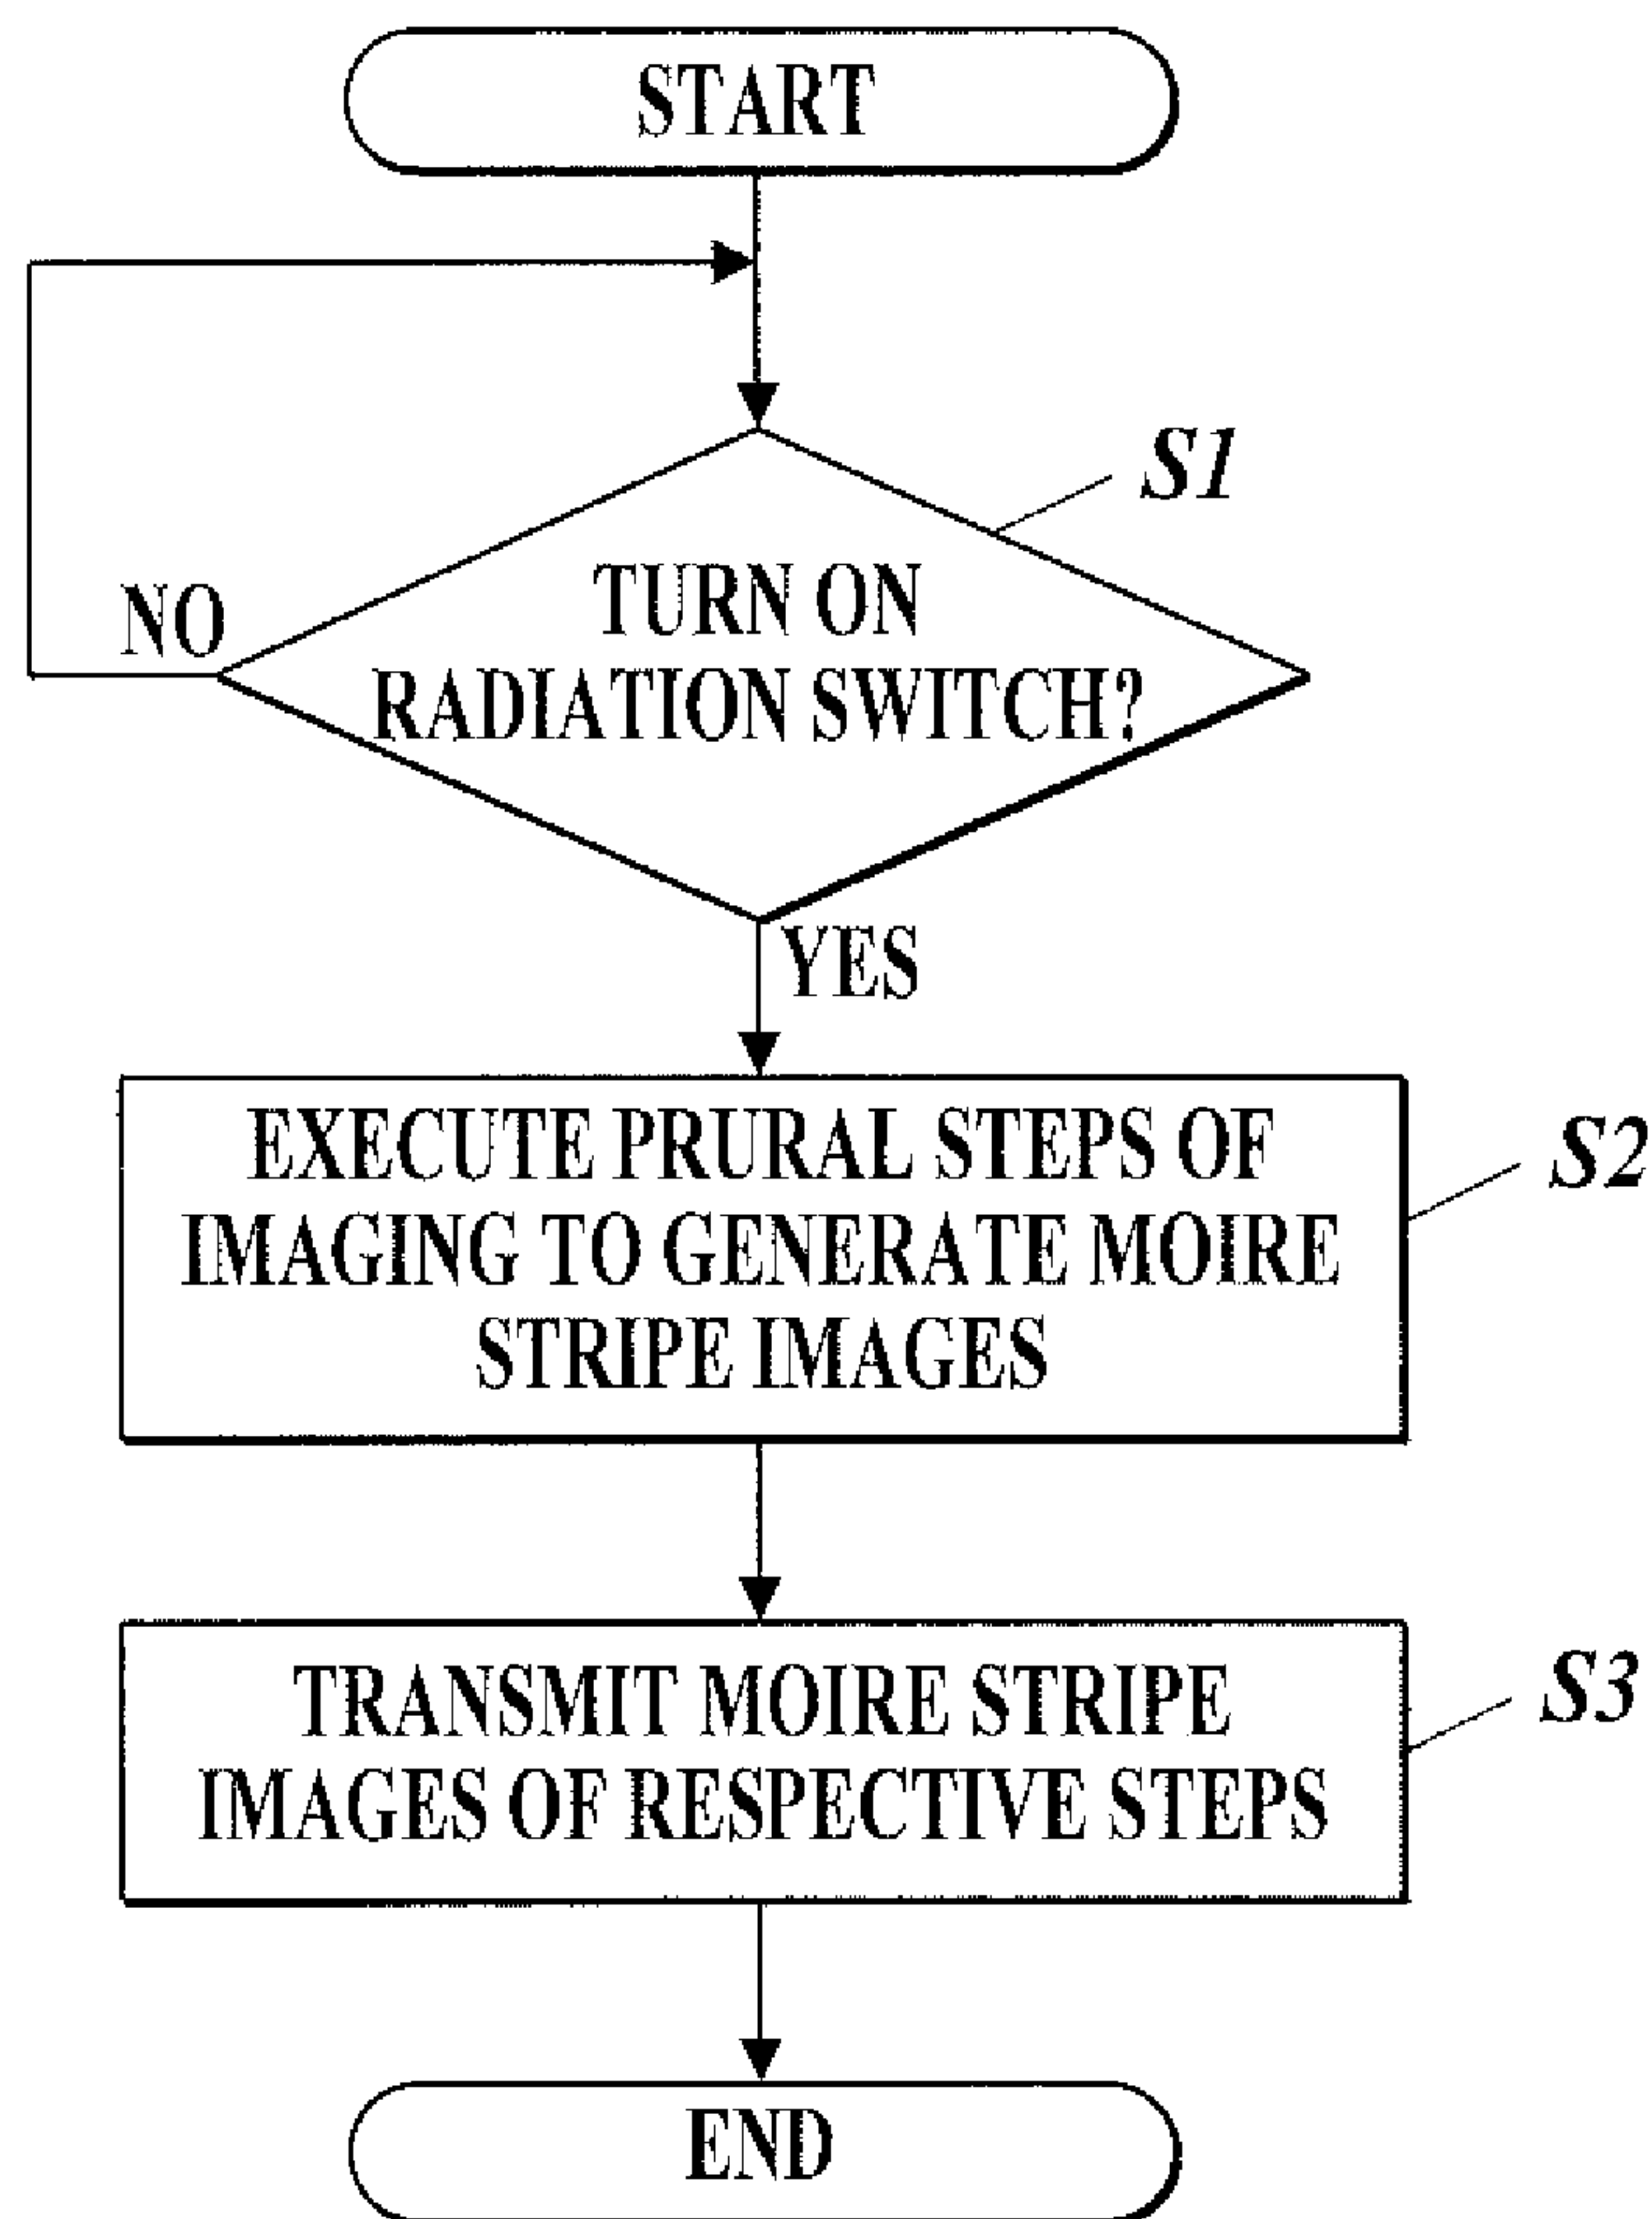 START
S1
TURN ON
RADIATION SWITCH?
NO
YES
EXECUTE PRURAL STEPS OF
IMAGING TO GENERATE MOIRE
STRIPE IMAGES
S2
TRANSMIT MOIRE STRIPE
IMAGES OF RESPECTIVE STEPS
S3
END